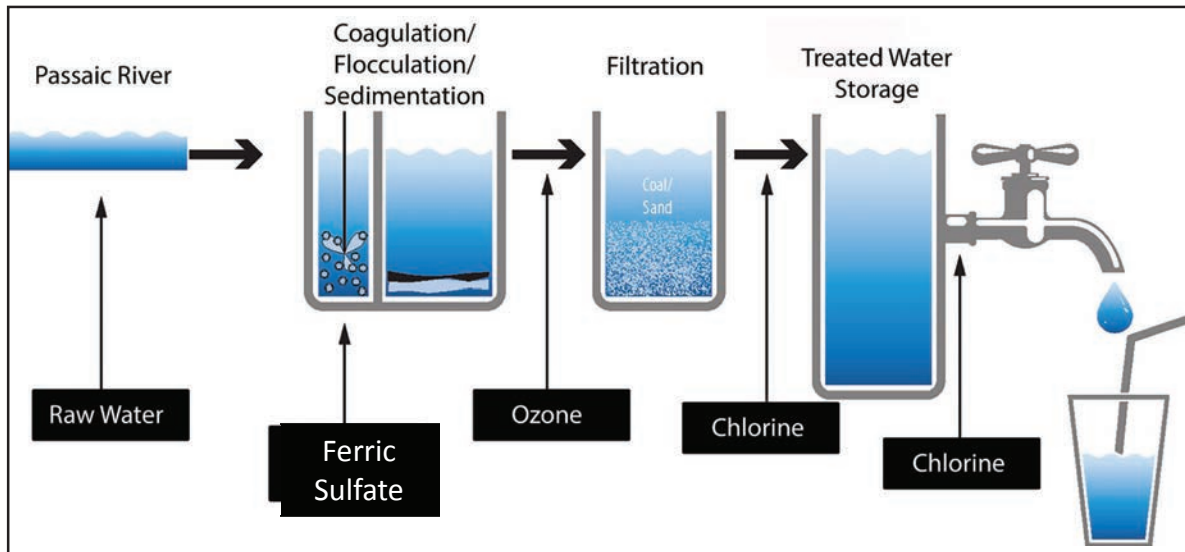 Passaic River
Coagulation/
Flocculation/
Sedimentation
Filtration
Treated Water
Storage
Coal/
Sand
Raw Water
Ferric
Sulfate
Ozone
Chlorine
Chlorine